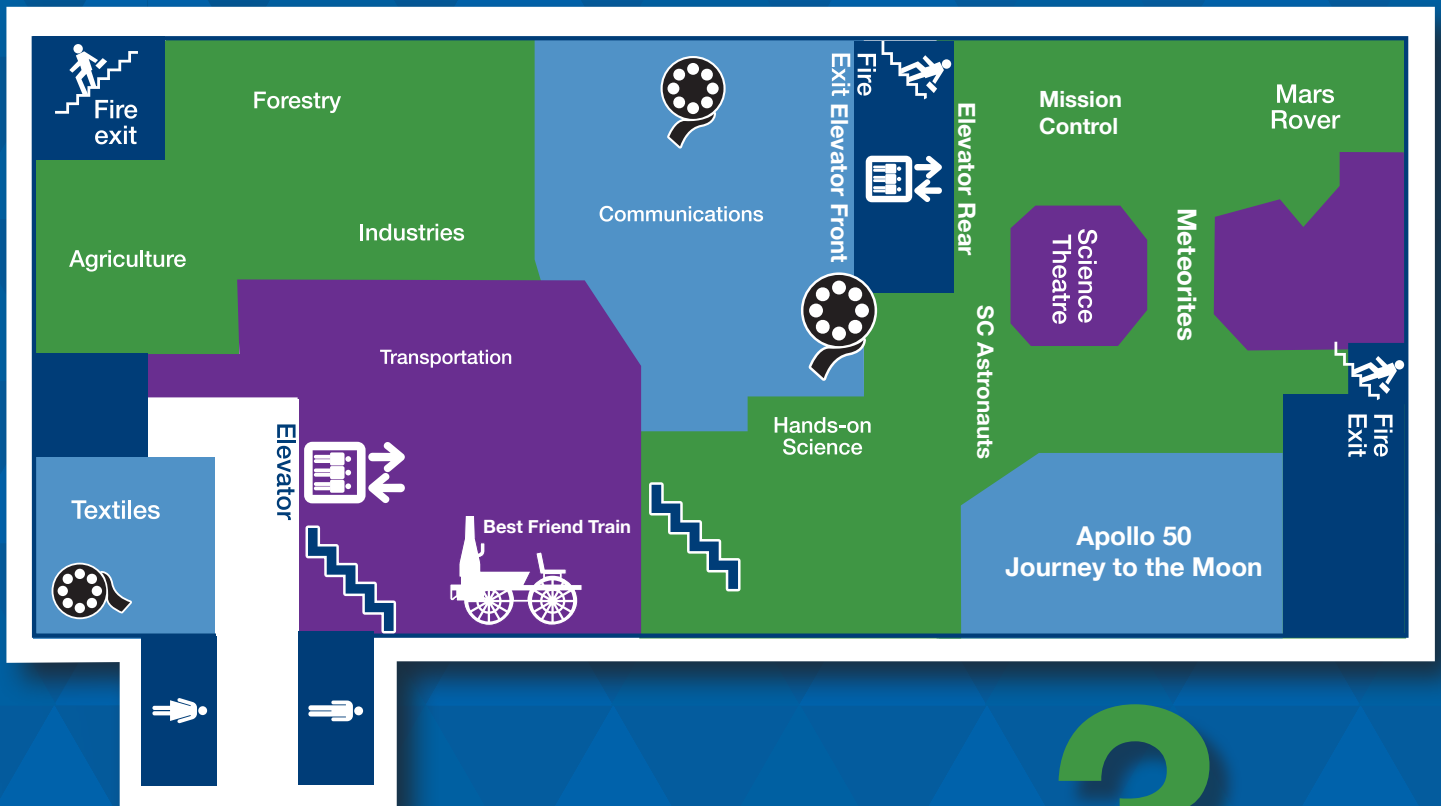 Fire
exit
Forestry
Agriculture
Industries
Communications
Fire
Exit
Elevator Front
Elevator Rear
Mission
Control
Mars
Rover
Science
Theatre
Meteorites
SC Astronauts
Transportation
Hands-on
Science
Fire
Exit
Elevator
Textiles
Best Friend Train
Apollo 50
Journey to the Moon